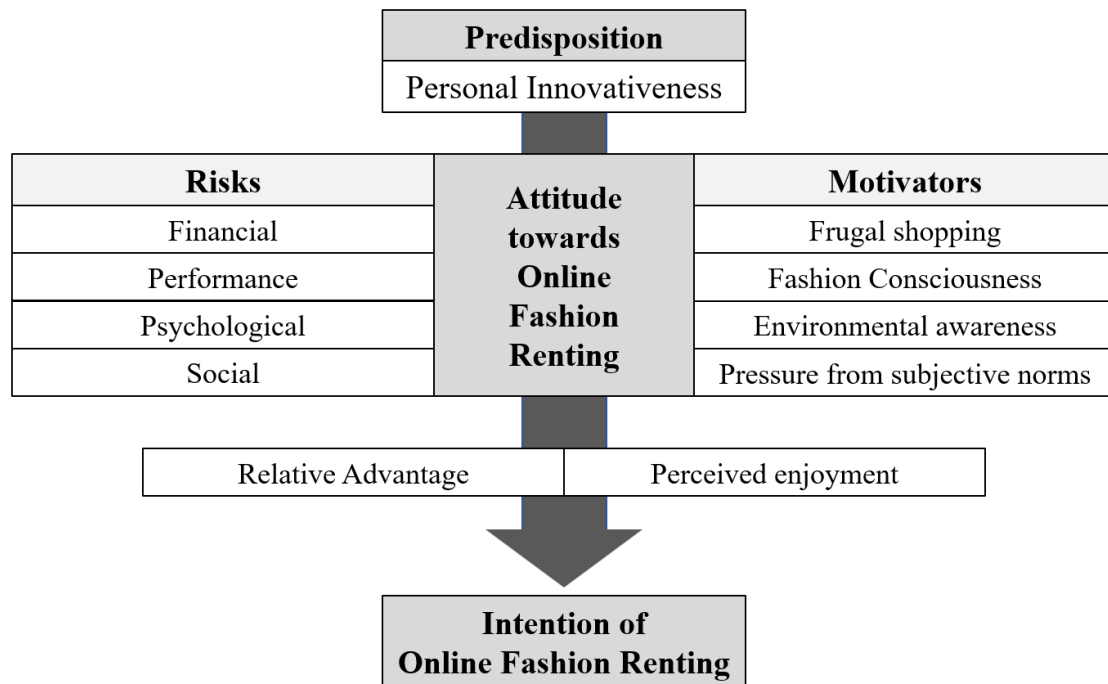 Predisposition
Personal Innovativeness
Risks
Financial
Performance
Psychological
Social
Attitude
towards
Online
Fashion
Renting
Motivators
Frugal shopping
Fashion Consciousness
Environmental awareness
Pressure from subjective norms
Relative Advantage
Perceived enjoyment
Intention of
Online Fashion Renting